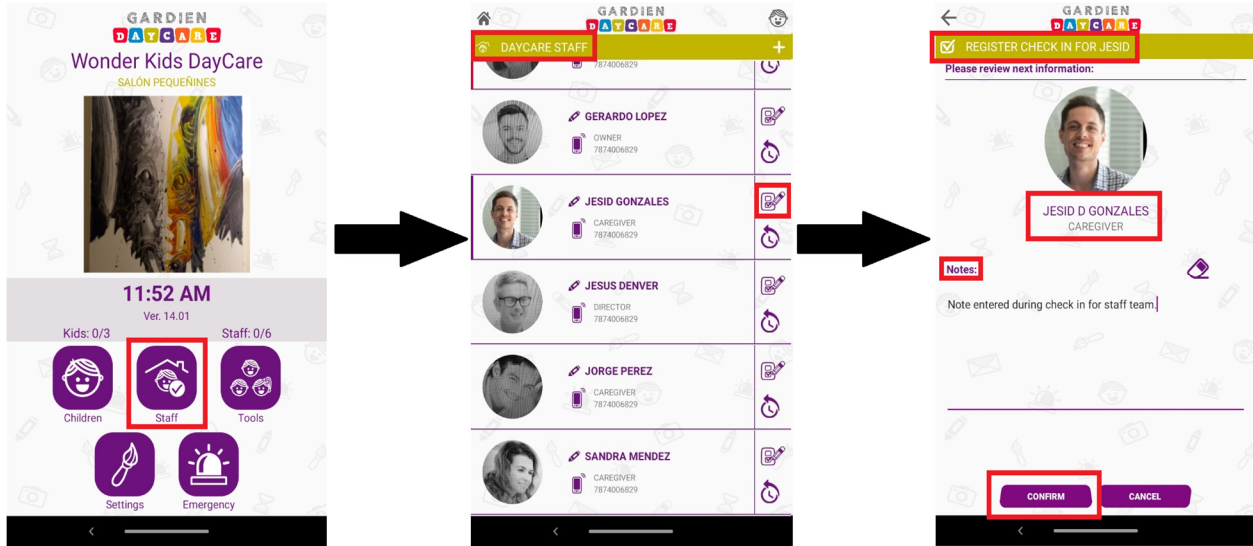 GARDIEN
DAYCARE
Wonder Kids DayCare
SALÓN PEQUEÑINES
11:52 AM
Ver. 14.01
Kids: 0/3
Staff: 0/6
Children
Staff
Tools
Settings
Emergency
GARDIEN
DAYCARE
DAYCARE STAFF
7874006829
GERARDO LOPEZ
OWNER
7874006829
JESID GONZALES
CAREGIVER
7874006829
JESUS DENVER
DIRECTOR
7874006829
JORGE PEREZ
CAREGIVER
7874006829
SANDRA MENDEZ
CAREGIVER
7874006829
GARDIEN
DAYCARE
REGISTER CHECK IN FOR JESID
Please review next information:
JESID D GONZALES
CAREGIVER
Notes:
Note entered during check in for staff team.
CONFIRM
CANCEL